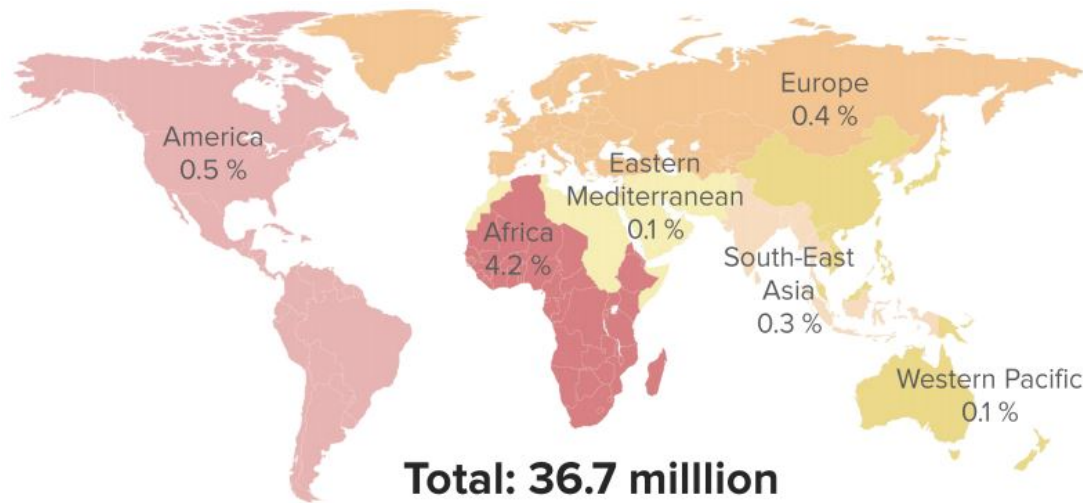 America
0.5 %
Europe
0.4 %
Eastern
Mediterranean
0.1 %
Africa
4.2 %
South-East
Asia
0.3 %
Western Pacific
0.1 %
Total: 36.7 milllion